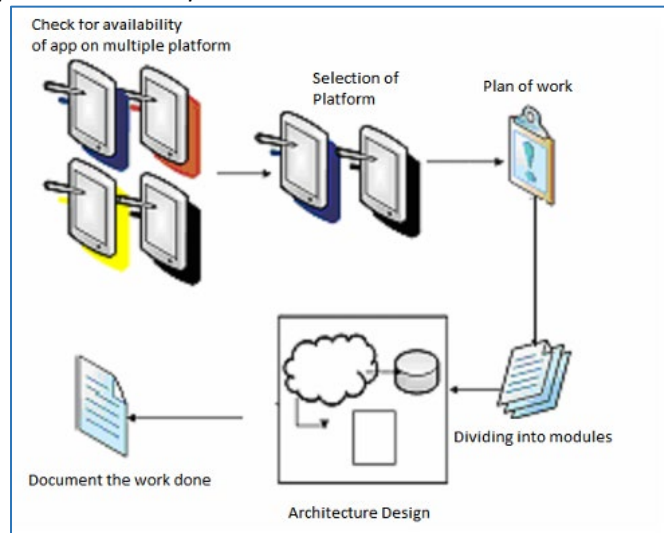 Check for availability
of app on multiple platform
Selection of
Platform
Plan of work
Dividing into modules
Architecture Design
Document the work done